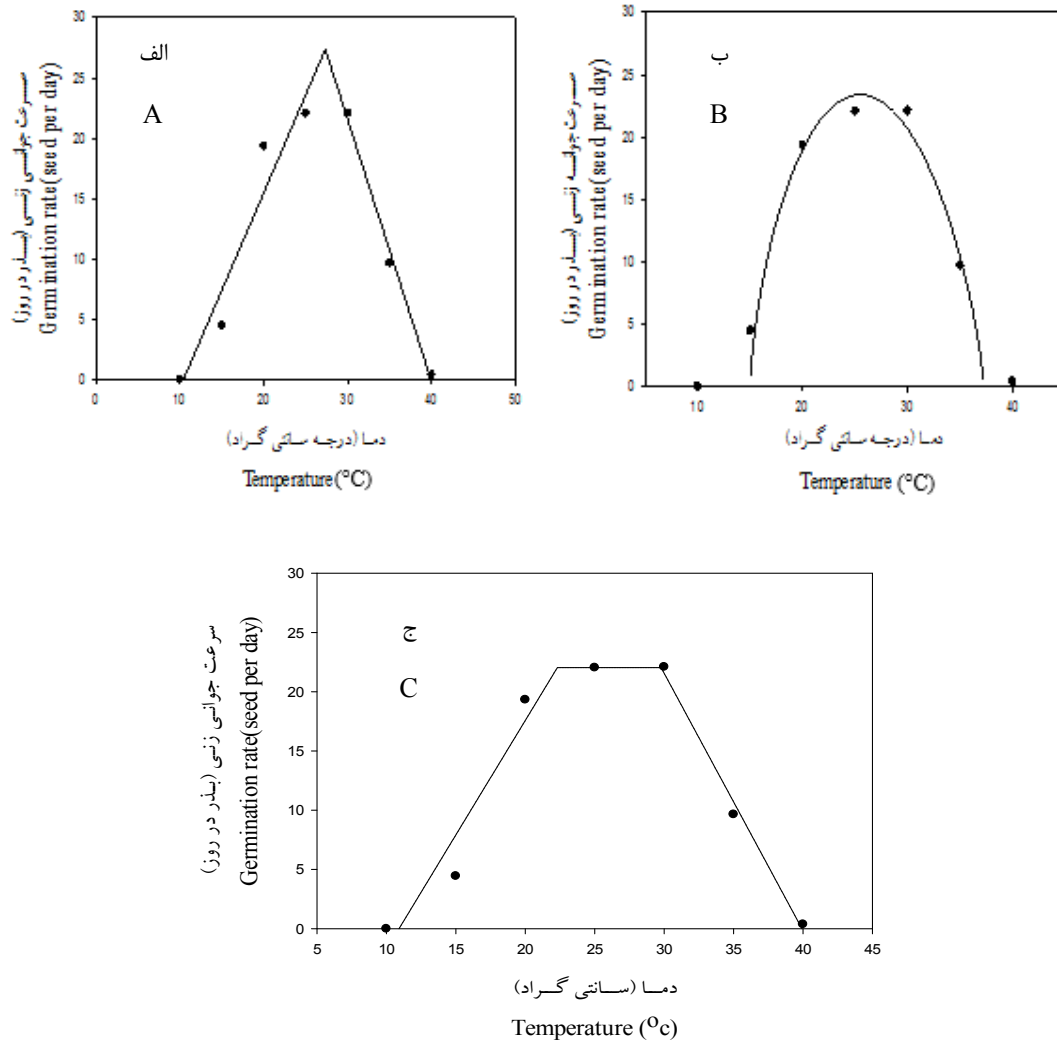 30
25
20
15
10
5
0
الف
A
صرعت جوانی زنی (بذر در روز)
Germination rate(seed per day)
0
10
20
30
40
50
دما (درجه سانتی گراد)
Temperature (°C)
30
25
20
15
10
5
0
ب
B
صرعت جوانه زنی (بذر در روز)
Germination rate(seed per day)
10
20
30
40
دما (درجه سانتی گراد)
Temperature (°C)
30
25
20
15
10
5
0
ج
C
سرعت جوانی زنی (بذر در روز)
Germination rate(seed per day)
5
10
15
20
25
30
35
40
45
دما (سانتی گراد)
Temperature (°c)